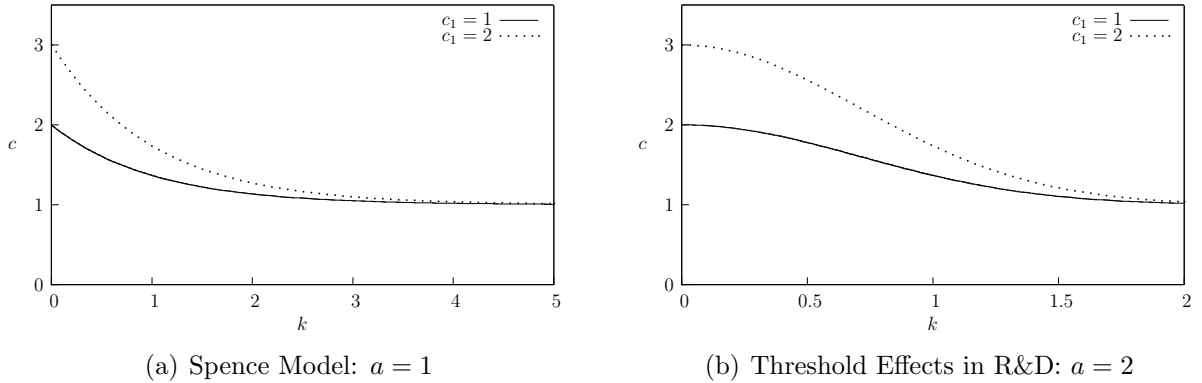 3
2
1
0
c
0 1 2 3 4 5
k
c₁ = 1
c₁ = 2
(a) Spence Model: a = 1
3
2
1
0
c
0 0.5 1 1.5 2
k
c₁ = 1
c₁ = 2
(b) Threshold Effects in R&D: a = 2